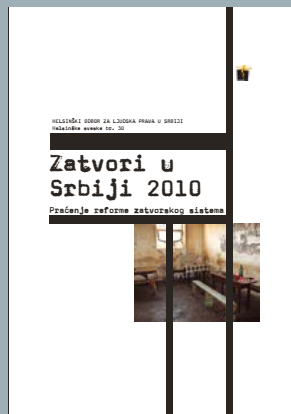 HELSINŠKI ODBOR ZA LJUDSKA PRAVA U SRBIJI
Helsinške sveske br. 30
Zatvori u
Srbiji 2010
Praćenje reforme zatvorskog sistema